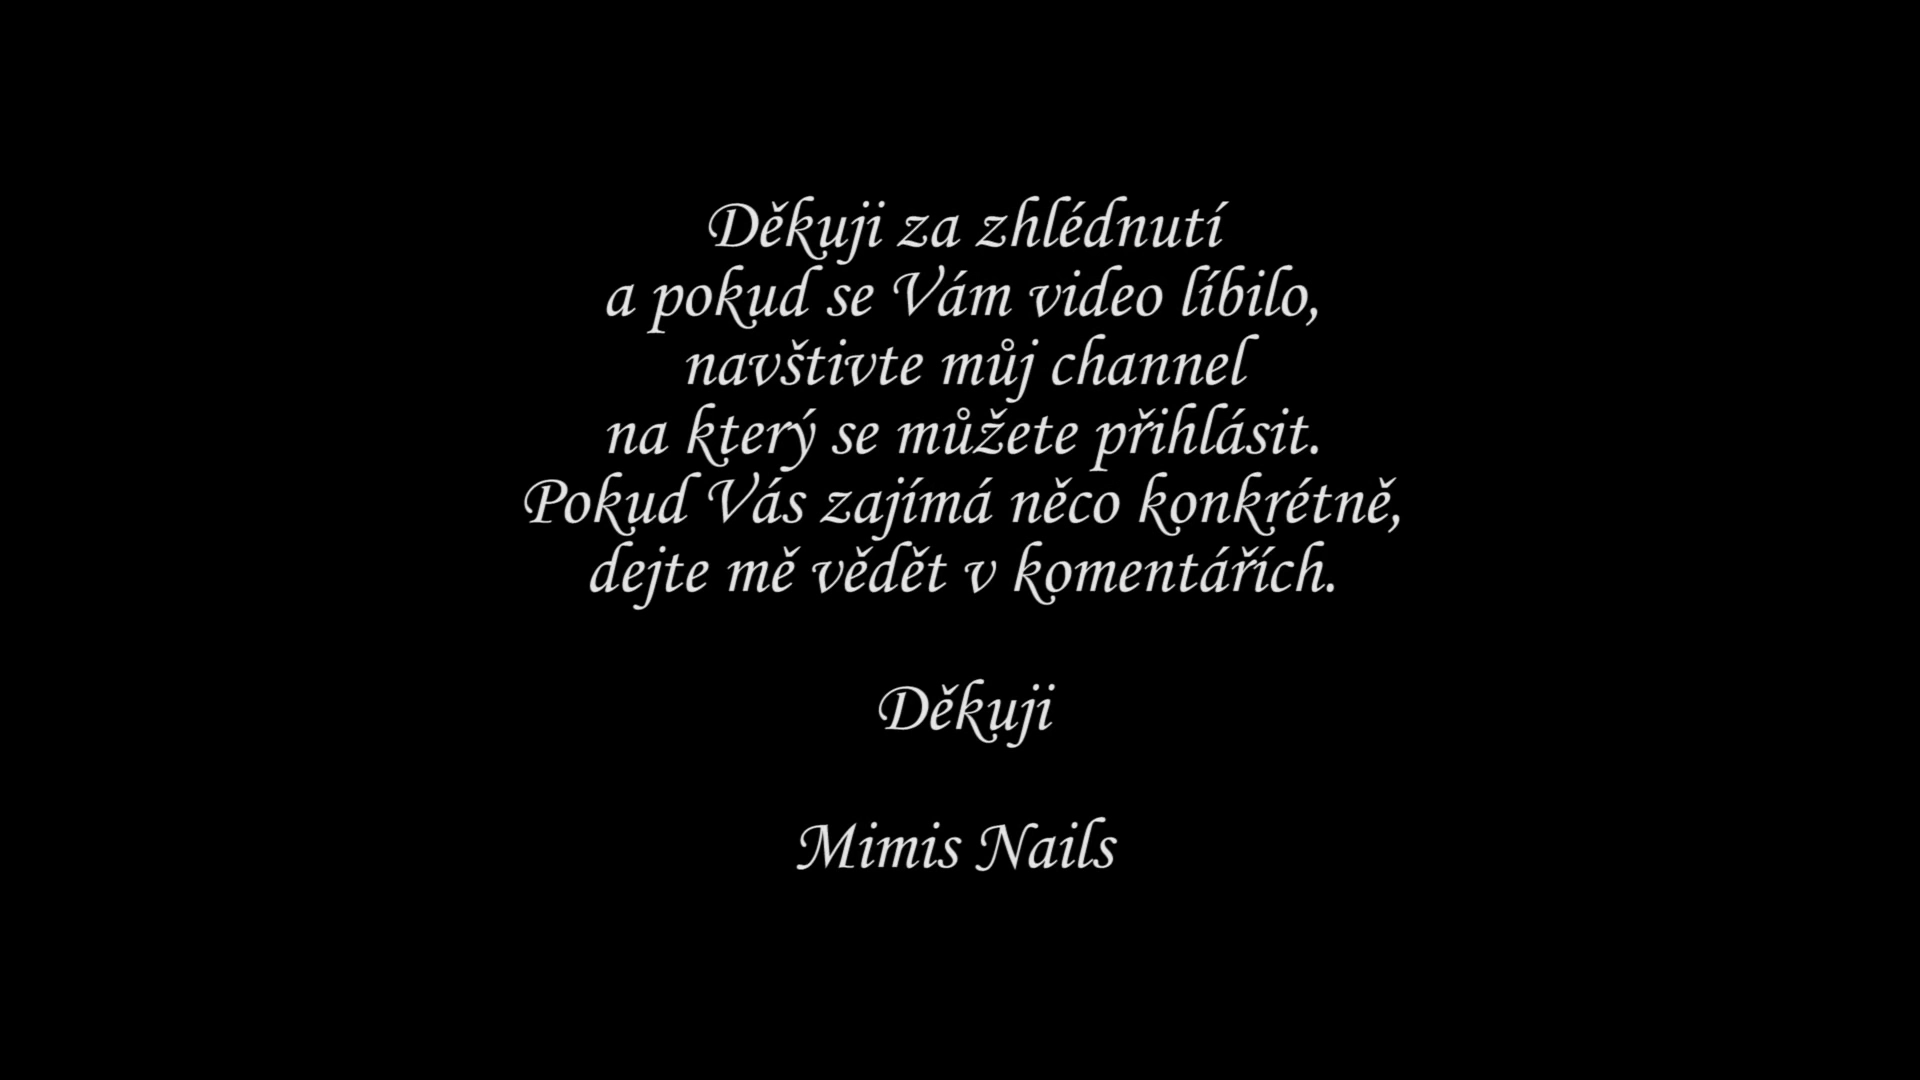 Děkuji za zhlédnutí
a pokud se Vám video líbilo,
navštivte můj channel
na který se můžete přihlásit.
Pokud Vás zajímá něco konkrétně,
dejte mě vědět v komentářích.
Děkuji
Mimis Nails